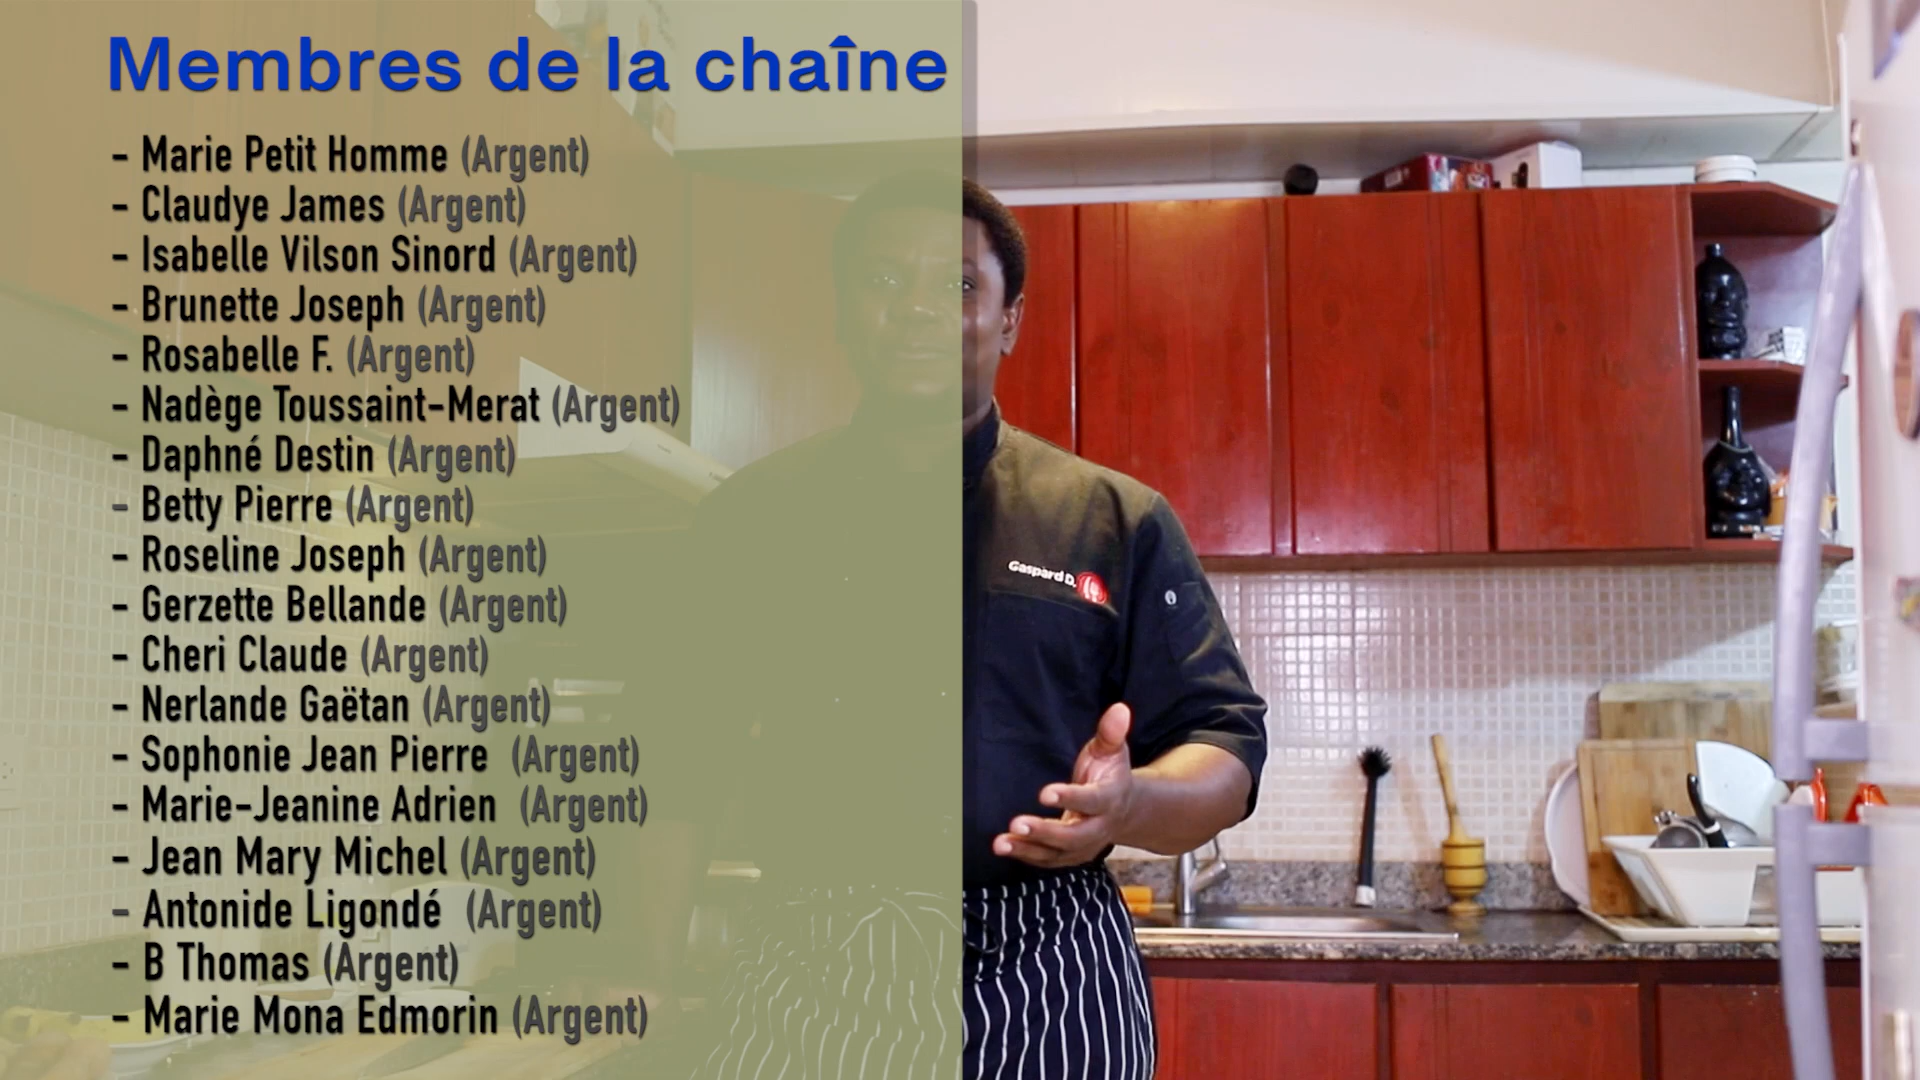 Membres de la chaîne
- Marie Petit Homme (Argent)
- Claudye James (Argent)
- Isabelle Vilson Sinord (Argent)
- Brunette Joseph (Argent)
- Rosabelle F. (Argent)
- Nadège Toussaint-Merat (Argent)
- Daphné Destin (Argent)
- Betty Pierre (Argent)
- Roseline Joseph (Argent)
- Gerzette Bellande (Argent)
- Cheri Claude (Argent)
- Nerlande Gaëtan (Argent)
- Sophonie Jean Pierre (Argent)
- Marie-Jeanine Adrien (Argent)
- Jean Mary Michel (Argent)
- Antonide Ligondé (Argent)
- B Thomas (Argent)
- Marie Mona Edmorin (Argent)
Gaspard D.